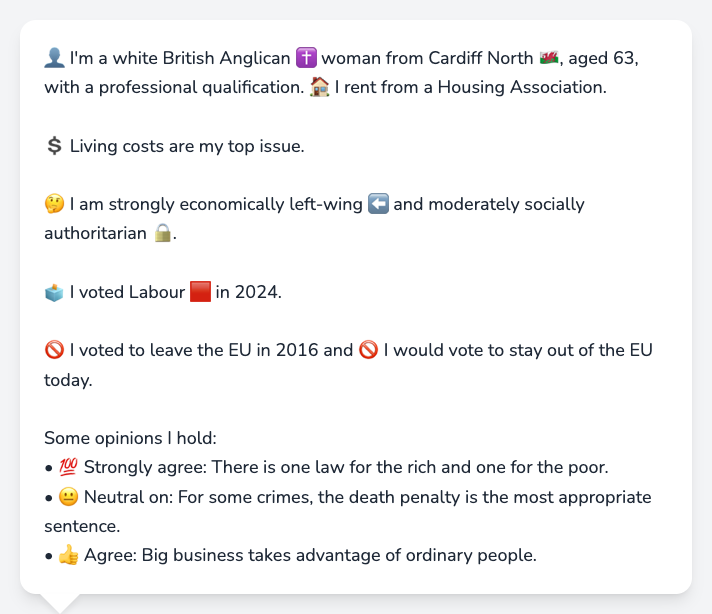 👤 I'm a white British Anglican ✝️ woman from Cardiff North 🏴󠁧󠁢󠁷󠁬󠁳󠁿, aged 63,
with a professional qualification. 🏠 I rent from a Housing Association.
💲 Living costs are my top issue.
🤔 I am strongly economically left-wing ⬅️ and moderately socially
authoritarian 🔒.
🗳️ I voted Labour 🟥 in 2024.
🚫 I voted to leave the EU in 2016 and 🚫 I would vote to stay out of the EU
today.
Some opinions I hold:
• 💯 Strongly agree: There is one law for the rich and one for the poor.
• 😐 Neutral on: For some crimes, the death penalty is the most appropriate
sentence.
• 👍 Agree: Big business takes advantage of ordinary people.